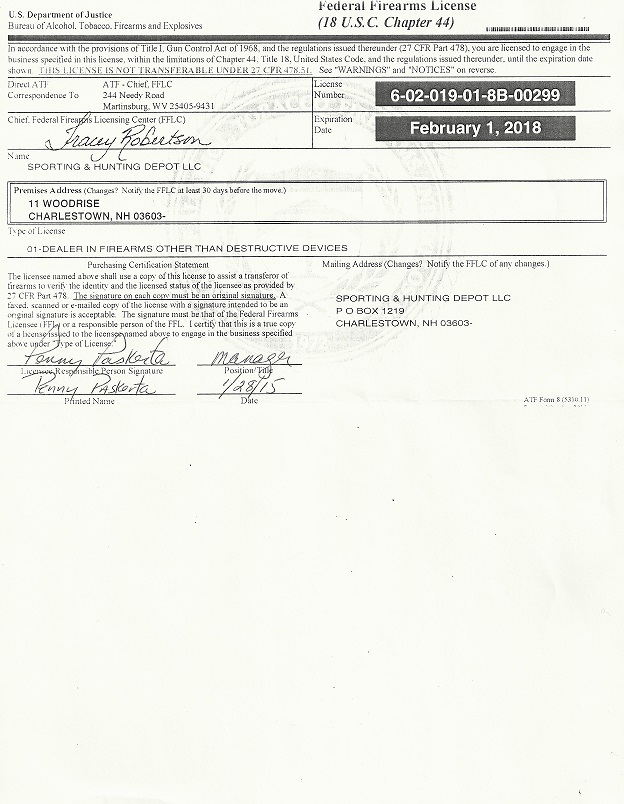 U.S. Department of Justice
Bureau of Alcohol, Tobacco, Firearms and Explosives
Federal Firearms License
(18 U.S.C. Chapter 44)
In accordance with the provisions of Title I, Gun Control Act of 1968, and the regulations issued thereunder (27 CFR Part 478), you are licensed to engage in the
business specified in this license, within the limitations of Chapter 44, Title 18, United States Code, and the regulations issued thereunder, until the expiration date
shown. THIS LICENSE IS NOT TRANSFERABLE UNDER 27 CFR 478.51. See "WARNINGS" and "NOTICES" on reverse.
Direct ATF
Correspondence To
ATF - Chief, FFLC
244 Needy Road
Martinsburg, WV 25405-9431
License
Number
6-02-019-01-8B-00299
Chief, Federal Firearms Licensing Center (FFLC)
Tracey Robertson
Expiration
Date
February 1, 2018
Name
SPORTING & HUNTING DEPOT LLC
Premises Address (Changes? Notify the FFLC at least 30 days before the move.)
11 WOODRISE
CHARLESTOWN, NH 03603-
Type of License
01-DEALER IN FIREARMS OTHER THAN DESTRUCTIVE DEVICES
Purchasing Certification Statement
The licensee named above shall use a copy of this license to assist a transferor of
firearms to verify the identity and the licensed status of the licensee as provided by
27 CFR Part 478. The signature on each copy must be an original signature. A
faxed, scanned or e-mailed copy of the license with a signature intended to be an
original signature is acceptable. The signature must be that of the Federal Firearms
Licensee (FFL) or a responsible person of the FFL. I certify that this is a true copy
of a license issued to the licensee named above to engage in the business specified
above under "Type of License."
Penny Paskerta
Manager
Licensee/Responsible Person Signature
Position/Title
Penny Paskerta
1/28/15
Printed Name
Date
Mailing Address (Changes? Notify the FFLC of any changes.)
SPORTING & HUNTING DEPOT LLC
P O BOX 1219
CHARLESTOWN, NH 03603-
ATF Form 8 (5310.11)